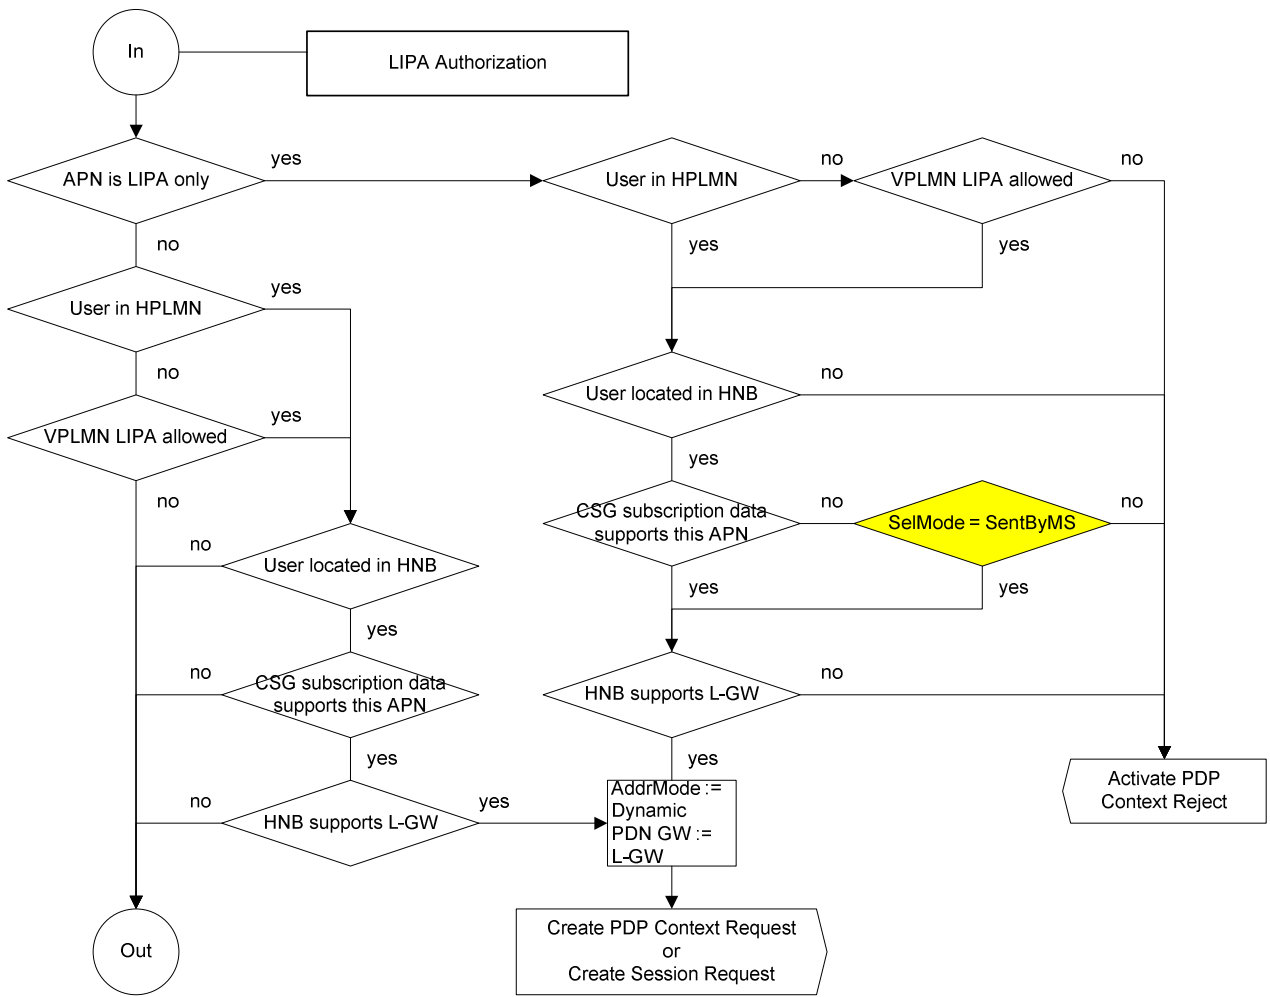 In
LIPA Authorization
APN is LIPA only
yes
User in HPLMN
no
VPLMN LIPA allowed
no
no
yes
yes
User in HPLMN
yes
no
User located in HNB
no
VPLMN LIPA allowed
yes
yes
no
CSG subscription data
supports this APN
no
SelMode = SentByMS
no
User located in HNB
no
yes
yes
yes
CSG subscription data
supports this APN
no
HNB supports L-GW
no
yes
yes
HNB supports L-GW
no
yes
AddrMode :=
Dynamic
PDN GW :=
L-GW
Activate PDP
Context Reject
Out
Create PDP Context Request
or
Create Session Request